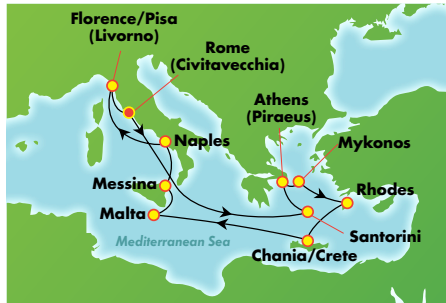 Florence/Pisa
(Livorno)
Rome
(Civitavecchia)
Athens
(Piraeus)
Mykonos
Naples
Messina
Rhodes
Malta
Santorini
Mediterranean Sea
Chania/Crete